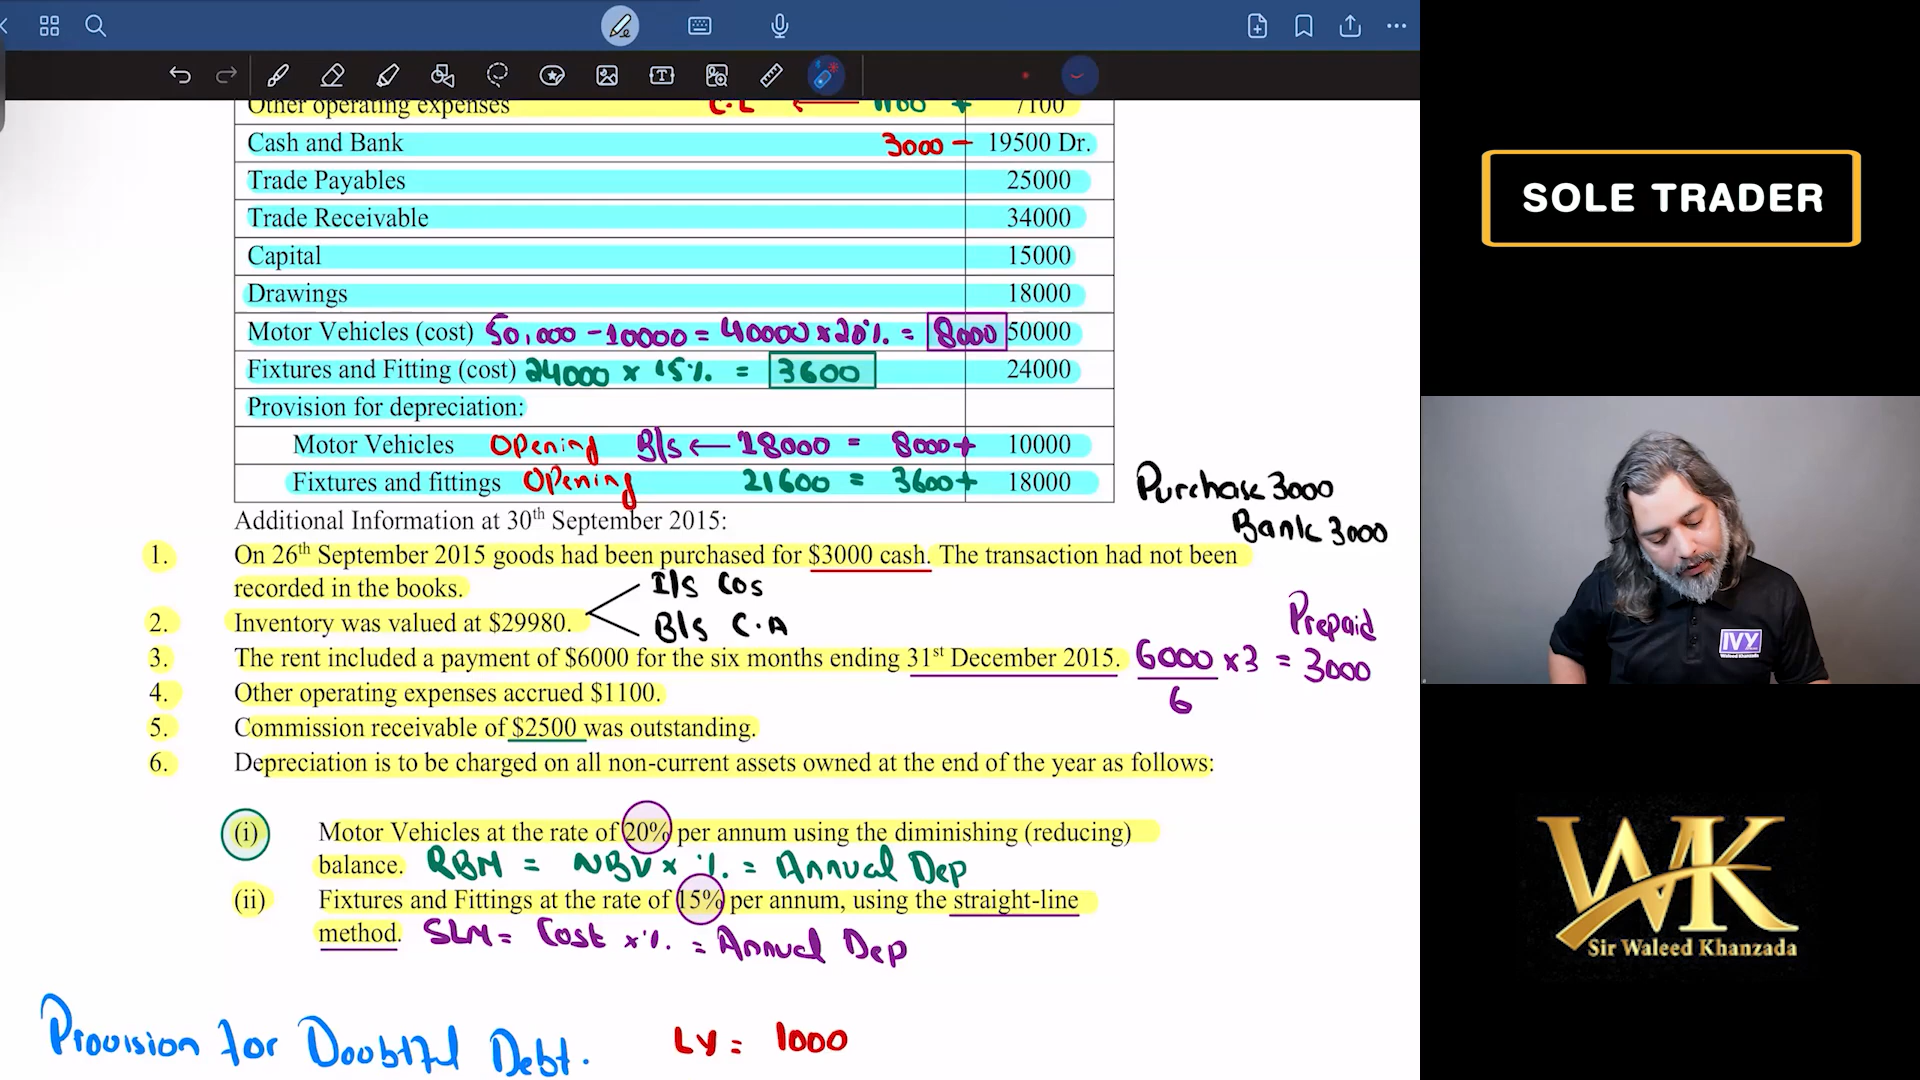 Other operating expenses C.L ← 1100 + 7100
Cash and Bank 3000 – 19500 Dr.
Trade Payables 25000
Trade Receivable 34000
Capital 15000
Drawings 18000
Motor Vehicles (cost) 50,000 - 10000 = 40000 x 20% = 8000 50000
Fixtures and Fitting (cost) 24000 x 15% = 3600 24000
Provision for depreciation:
Motor Vehicles Opening B/S ← 18000 = 8000+ 10000
Fixtures and fittings Opening 21600 = 3600+ 18000
Purchase 3000
Bank 3000
Additional Information at 30th September 2015:
1. On 26th September 2015 goods had been purchased for $3000 cash. The transaction had not been
recorded in the books.
I/S COS
2. Inventory was valued at $29980.
B/S C.A
Prepaid
3. The rent included a payment of $6000 for the six months ending 31st December 2015. 6000 x 3 = 3000
6
4. Other operating expenses accrued $1100.
5. Commission receivable of $2500 was outstanding.
6. Depreciation is to be charged on all non-current assets owned at the end of the year as follows:
(i) Motor Vehicles at the rate of 20% per annum using the diminishing (reducing)
balance. RBM = NBV x % = Annual Dep
(ii) Fixtures and Fittings at the rate of 15% per annum, using the straight-line
method. SLM = Cost x % = Annual Dep
Provision for Doubtful Debt. LY = 1000
SOLE TRADER
IVY
WK
Sir Waleed Khanzada